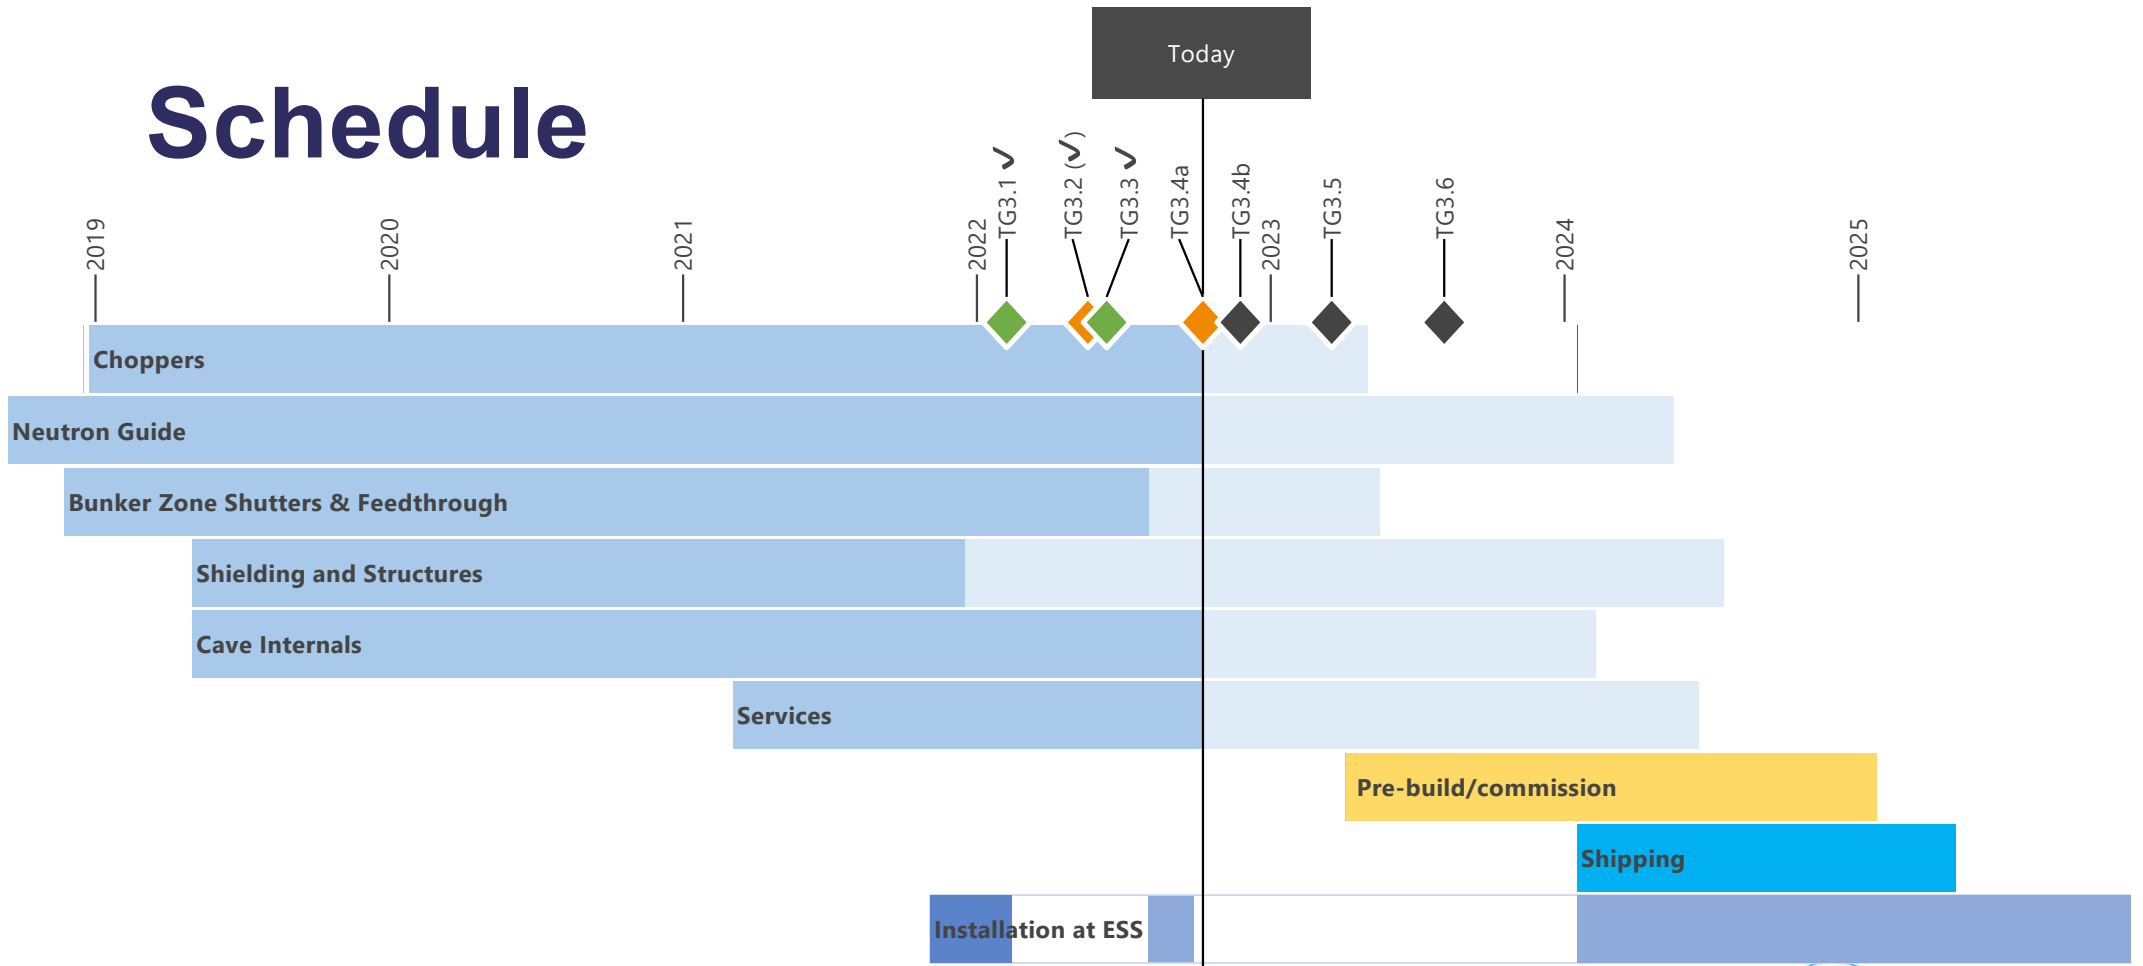 Today
Schedule
2019
2020
2021
2022
TG3.1 ✓
TG3.2 (✓)
TG3.3 ✓
TG3.4a
TG3.4b
2023
TG3.5
TG3.6
2024
2025
Choppers
Neutron Guide
Bunker Zone Shutters & Feedthrough
Shielding and Structures
Cave Internals
Services
Pre-build/commission
Shipping
Installation at ESS